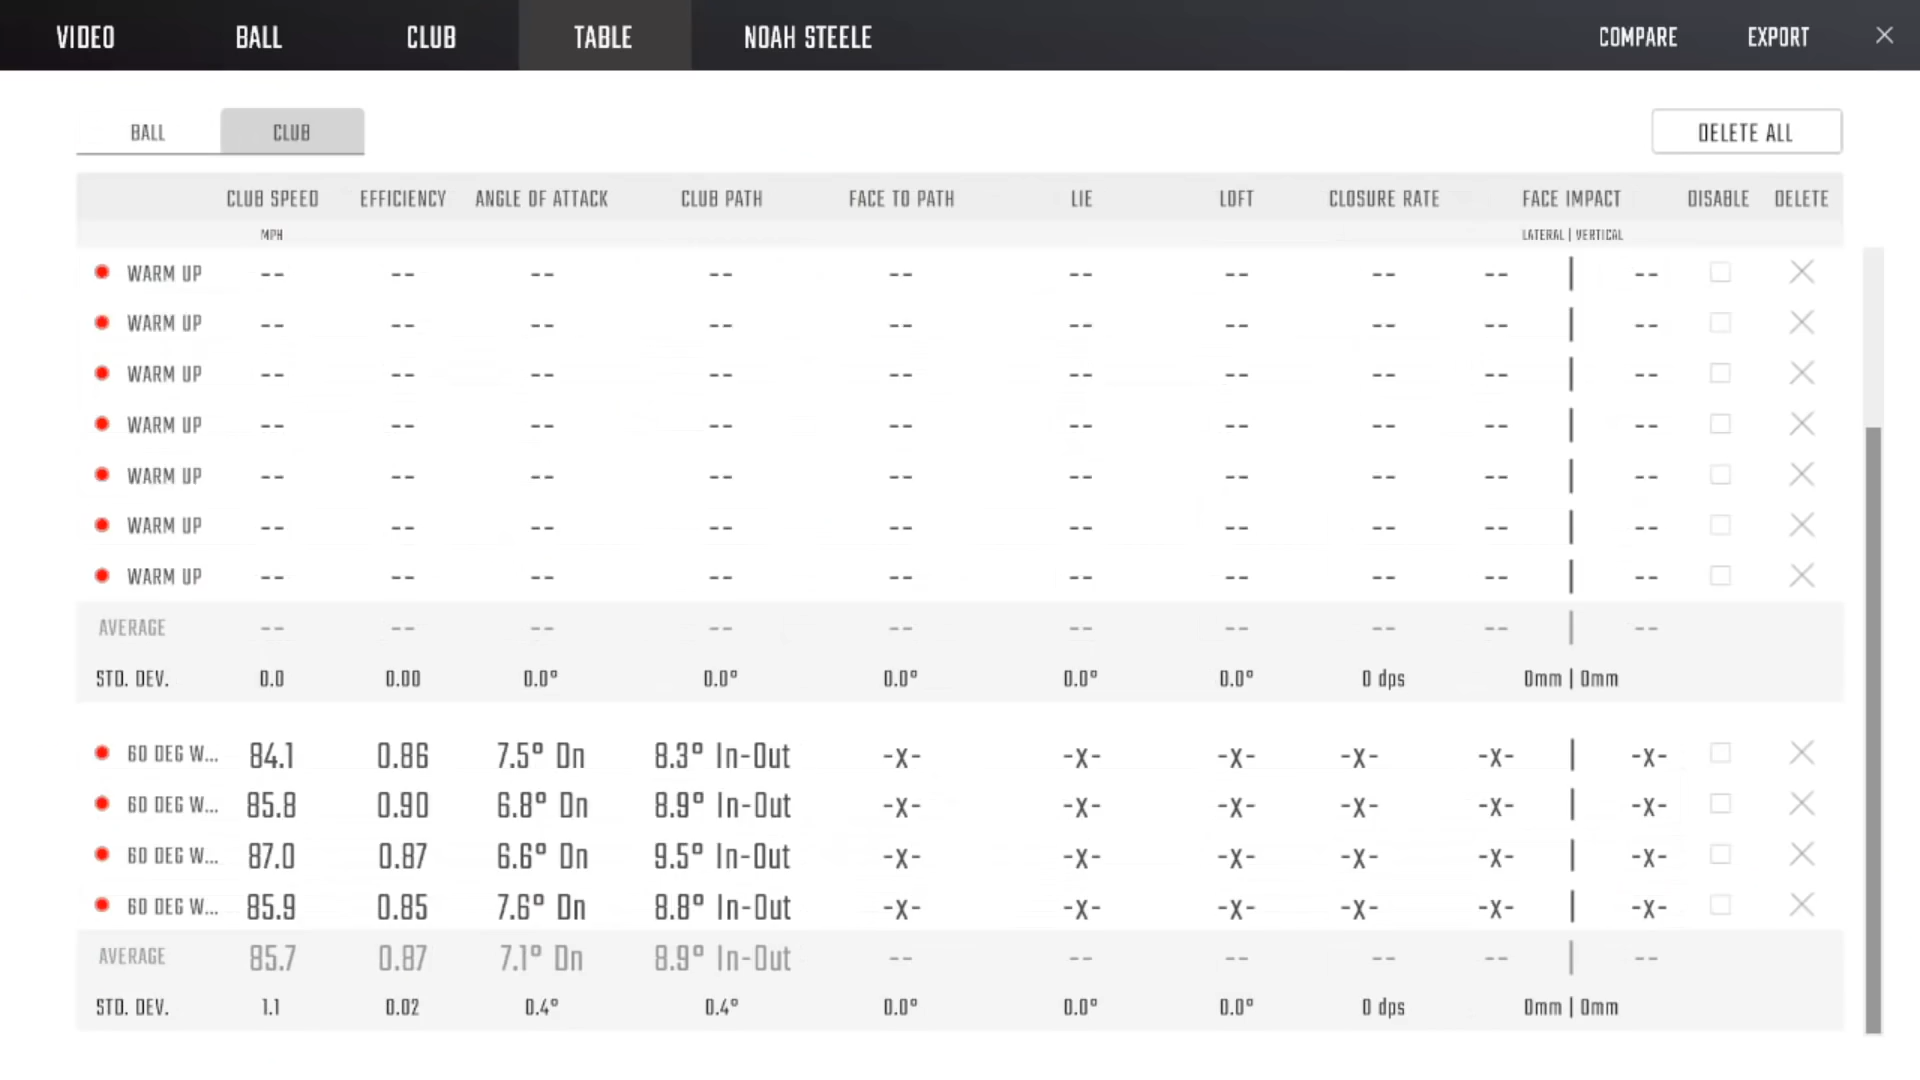 VIDEO BALL CLUB TABLE NOAH STEELE COMPARE EXPORT ×
BALL CLUB DELETE ALL
CLUB SPEED EFFICIENCY ANGLE OF ATTACK CLUB PATH FACE TO PATH LIE LOFT CLOSURE RATE FACE IMPACT DISABLE DELETE
MPH LATERAL | VERTICAL
WARM UP -- -- -- -- -- -- -- -- -- | --
WARM UP -- -- -- -- -- -- -- -- -- | --
WARM UP -- -- -- -- -- -- -- -- -- | --
WARM UP -- -- -- -- -- -- -- -- -- | --
WARM UP -- -- -- -- -- -- -- -- -- | --
WARM UP -- -- -- -- -- -- -- -- -- | --
WARM UP -- -- -- -- -- -- -- -- -- | --
AVERAGE -- -- -- -- -- -- -- -- -- | --
STD. DEV. 0.0 0.00 0.0° 0.0° 0.0° 0.0° 0.0° 0 dps 0mm | 0mm
60 DEG W... 84.1 0.86 7.5° Dn 8.3° In-Out -X- -X- -X- -X- -X- | -X-
60 DEG W... 85.8 0.90 6.8° Dn 8.9° In-Out -X- -X- -X- -X- -X- | -X-
60 DEG W... 87.0 0.87 6.6° Dn 9.5° In-Out -X- -X- -X- -X- -X- | -X-
60 DEG W... 85.9 0.85 7.6° Dn 8.8° In-Out -X- -X- -X- -X- -X- | -X-
AVERAGE 85.7 0.87 7.1° Dn 8.9° In-Out -- -- -- -- -- | --
STD. DEV. 1.1 0.02 0.4° 0.4° 0.0° 0.0° 0.0° 0 dps 0mm | 0mm